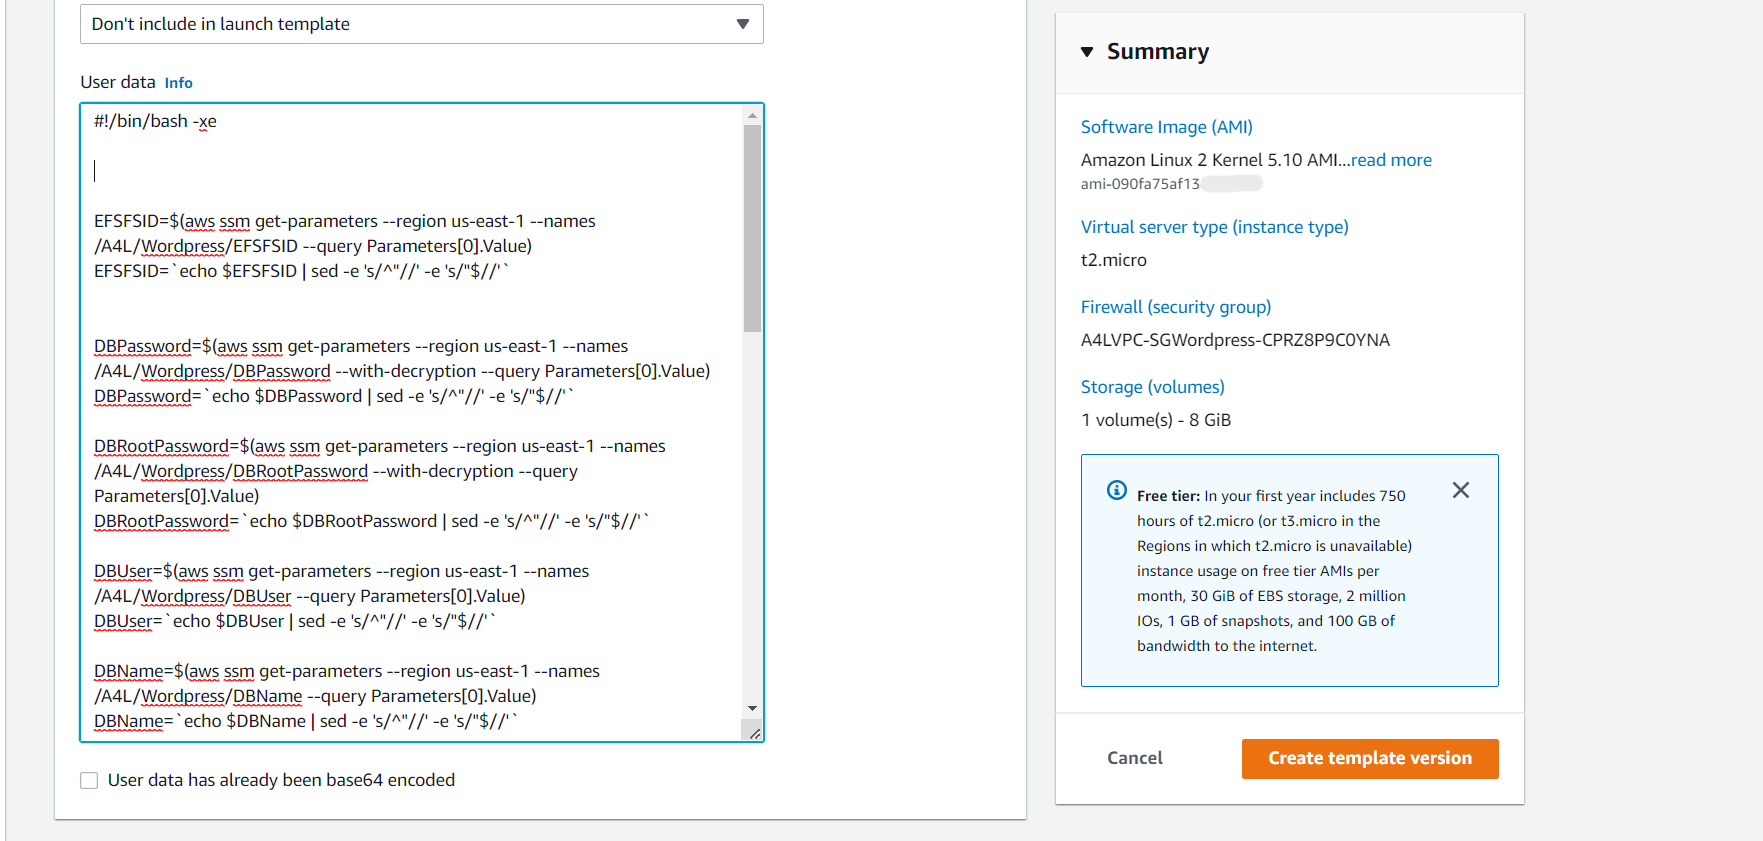 Don't include in launch template
User data Info
#!/bin/bash -xe
EFSFSID=$(aws ssm get-parameters --region us-east-1 --names
/A4L/Wordpress/EFSFSID --query Parameters[0].Value)
EFSFSID=`echo $EFSFSID | sed -e 's/^"//' -e 's/"$//'`
DBPassword=$(aws ssm get-parameters --region us-east-1 --names
/A4L/Wordpress/DBPassword --with-decryption --query Parameters[0].Value)
DBPassword=`echo $DBPassword | sed -e 's/^"//' -e 's/"$//'`
DBRootPassword=$(aws ssm get-parameters --region us-east-1 --names
/A4L/Wordpress/DBRootPassword --with-decryption --query
Parameters[0].Value)
DBRootPassword=`echo $DBRootPassword | sed -e 's/^"//' -e 's/"$//'`
DBUser=$(aws ssm get-parameters --region us-east-1 --names
/A4L/Wordpress/DBUser --query Parameters[0].Value)
DBUser=`echo $DBUser | sed -e 's/^"//' -e 's/"$//'`
DBName=$(aws ssm get-parameters --region us-east-1 --names
/A4L/Wordpress/DBName --query Parameters[0].Value)
DBName=`echo $DBName | sed -e 's/^"//' -e 's/"$//'`
User data has already been base64 encoded
Summary
Software Image (AMI)
Amazon Linux 2 Kernel 5.10 AMI...read more
ami-090fa75af13
Virtual server type (instance type)
t2.micro
Firewall (security group)
A4LVPC-SGWordpress-CPRZ8P9C0YNA
Storage (volumes)
1 volume(s) - 8 GiB
Free tier: In your first year includes 750
hours of t2.micro (or t3.micro in the
Regions in which t2.micro is unavailable)
instance usage on free tier AMIs per
month, 30 GiB of EBS storage, 2 million
IOs, 1 GB of snapshots, and 100 GB of
bandwidth to the internet.
Cancel
Create template version